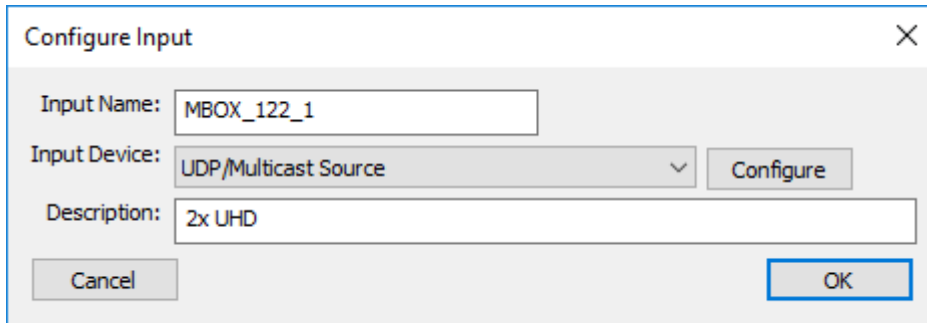 Configure Input
Input Name: MBOX_122_1
Input Device: UDP/Multicast Source Configure
Description: 2x UHD
Cancel OK